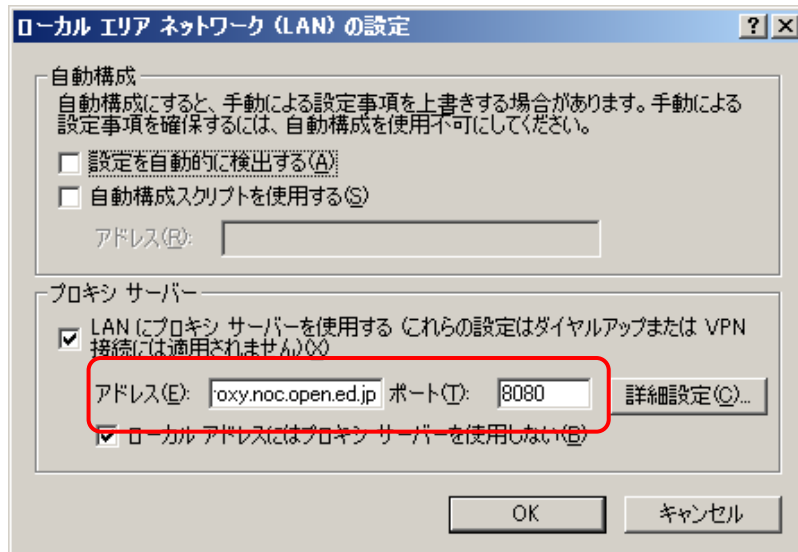 ローカル エリア ネットワーク (LAN) の設定
自動構成
自動構成にすると、手動による設定事項を上書きする場合があります。手動による
設定事項を確保するには、自動構成を使用不可にしてください。
設定を自動的に検出する(A)
自動構成スクリプトを使用する(S)
アドレス(R):
プロキシ サーバー
LAN にプロキシ サーバーを使用する (これらの設定はダイヤルアップまたは VPN
接続には適用されません)(X)
アドレス(E): roxy.noc.open.ed.jp ポート(T): 8080 詳細設定(C)...
ローカル アドレスにはプロキシ サーバーを使用しない(B)
OK キャンセル